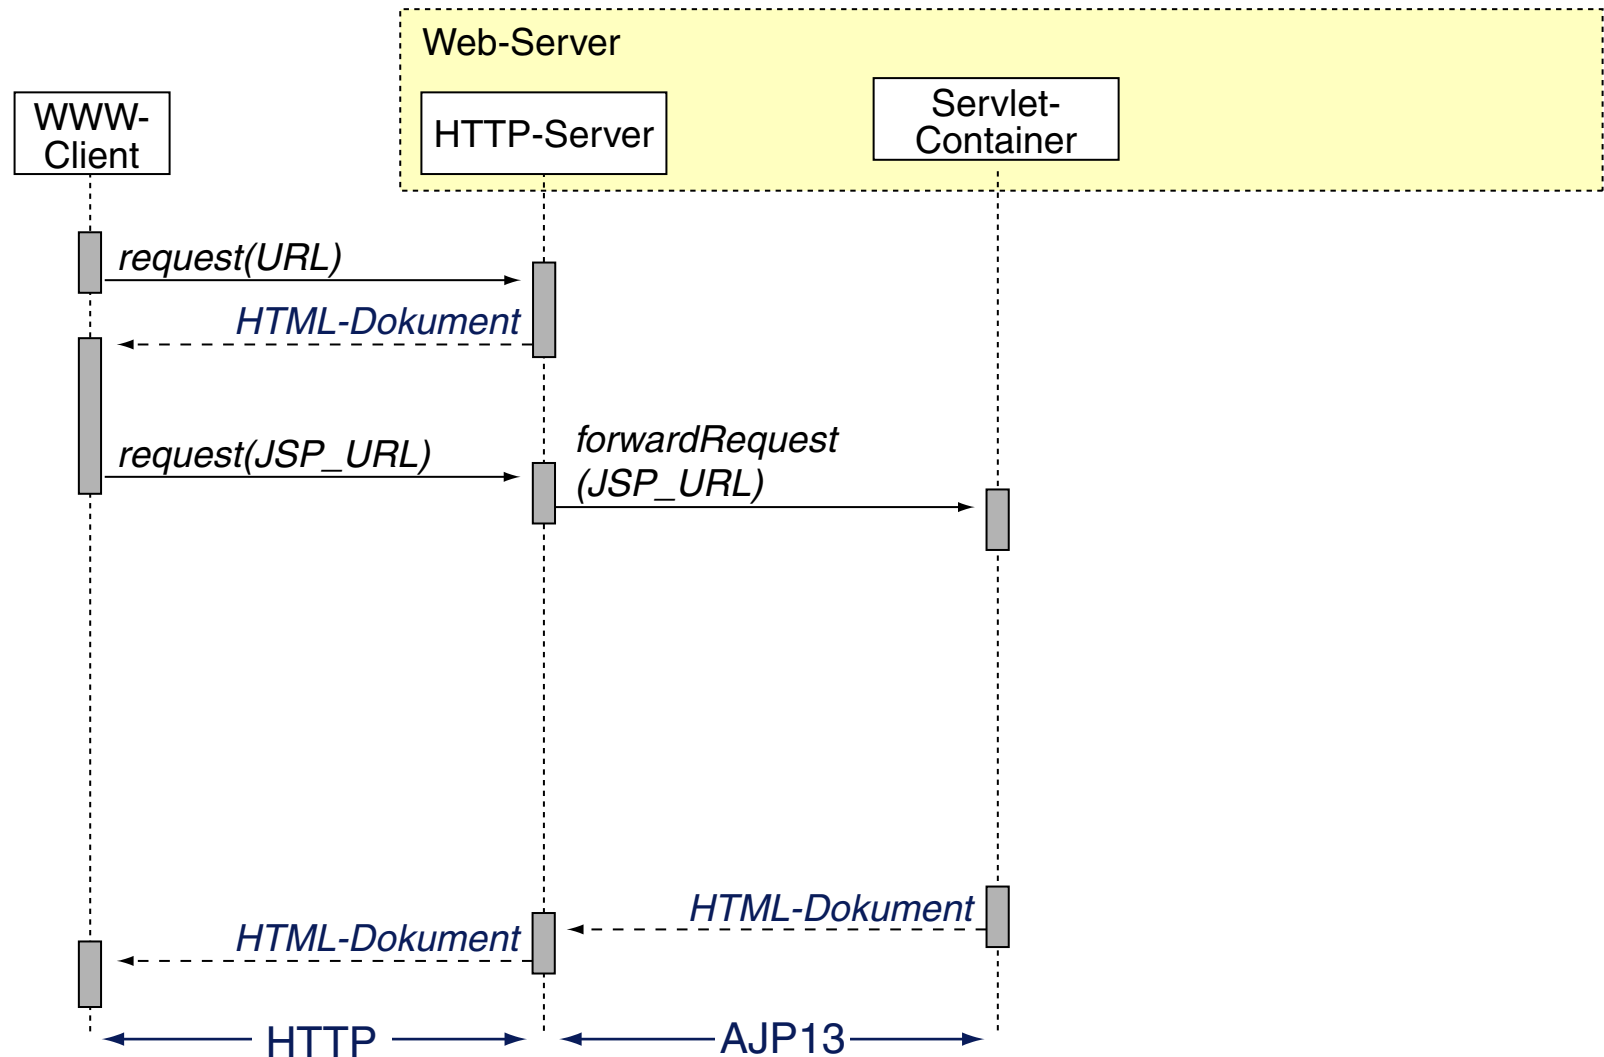 Web-Server
WWW-
Client
HTTP-Server
Servlet-
Container
request(URL)
HTML-Dokument
request(JSP_URL)
forwardRequest
(JSP_URL)
HTML-Dokument
HTML-Dokument
HTTP
AJP13